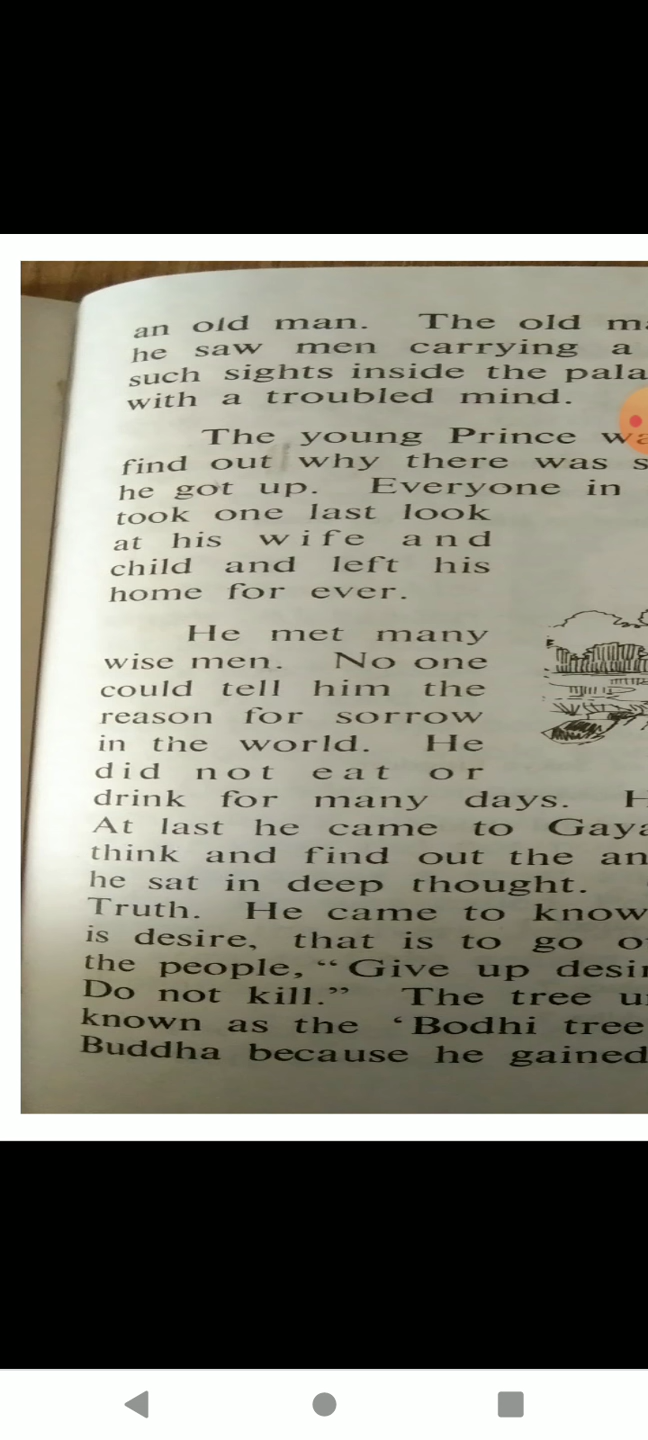 an old man. The old
he saw men carrying a
such sights inside the
with a troubled mind.
The young Prince
find out why there was
he got up. Everyone in
took one last look
at his wife and
child and left his
home for ever.
He met many
wise men. No one
could tell him the
reason for sorrow
in the world. He
did not eat or
drink for many days.
At last he came to
think and find out the
he sat in deep thought.
Truth. He came to know
is desire, that is to go
the people, “Give up
Do not kill.” The tree
known as the ‘Bodhi tree
Buddha because he gained